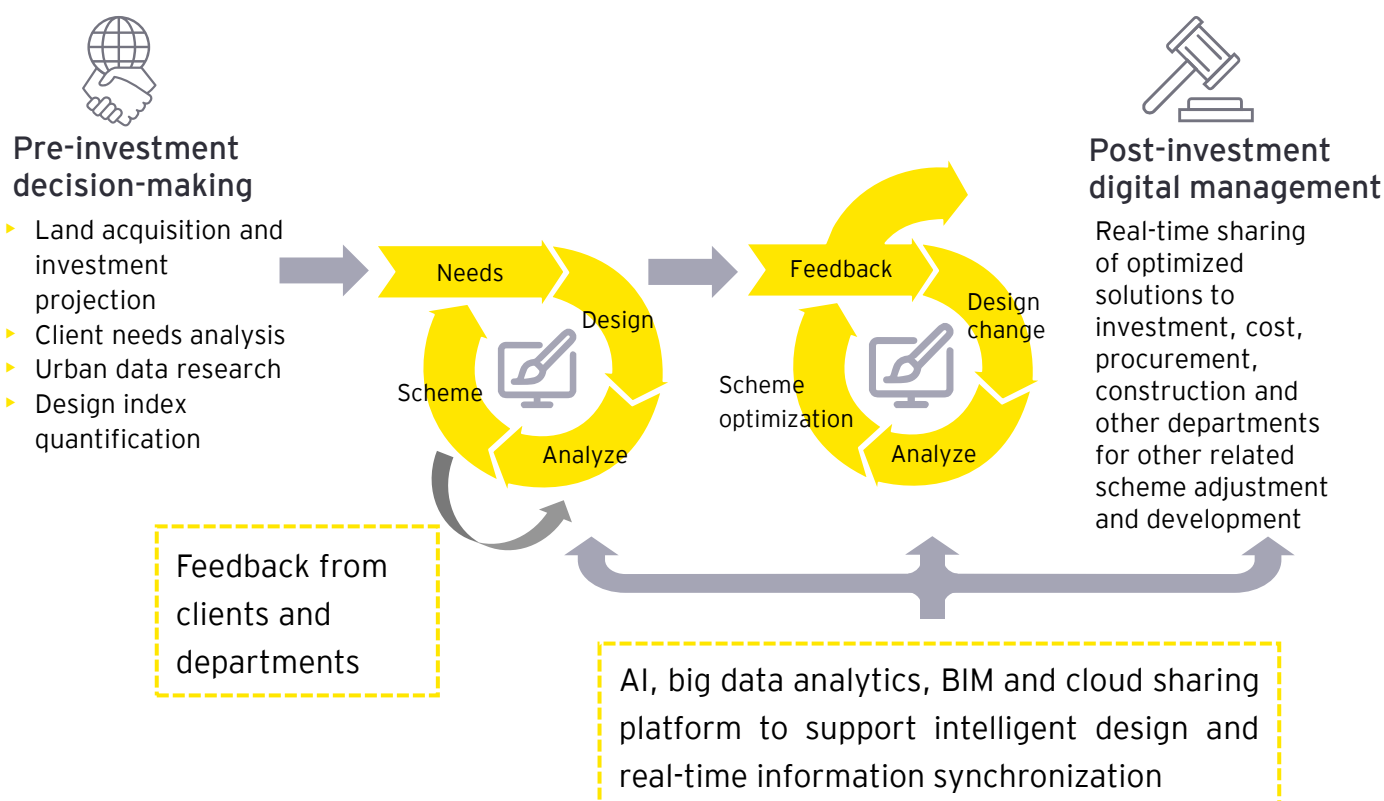 Pre-investment
decision-making
▸ Land acquisition and
investment
projection
▸ Client needs analysis
▸ Urban data research
▸ Design index
quantification
Needs
Design
Analyze
Scheme
Feedback from
clients and
departments
Feedback
Design
change
Analyze
Scheme
optimization
Post-investment
digital management
Real-time sharing
of optimized
solutions to
investment, cost,
procurement,
construction and
other departments
for other related
scheme adjustment
and development
AI, big data analytics, BIM and cloud sharing
platform to support intelligent design and
real-time information synchronization